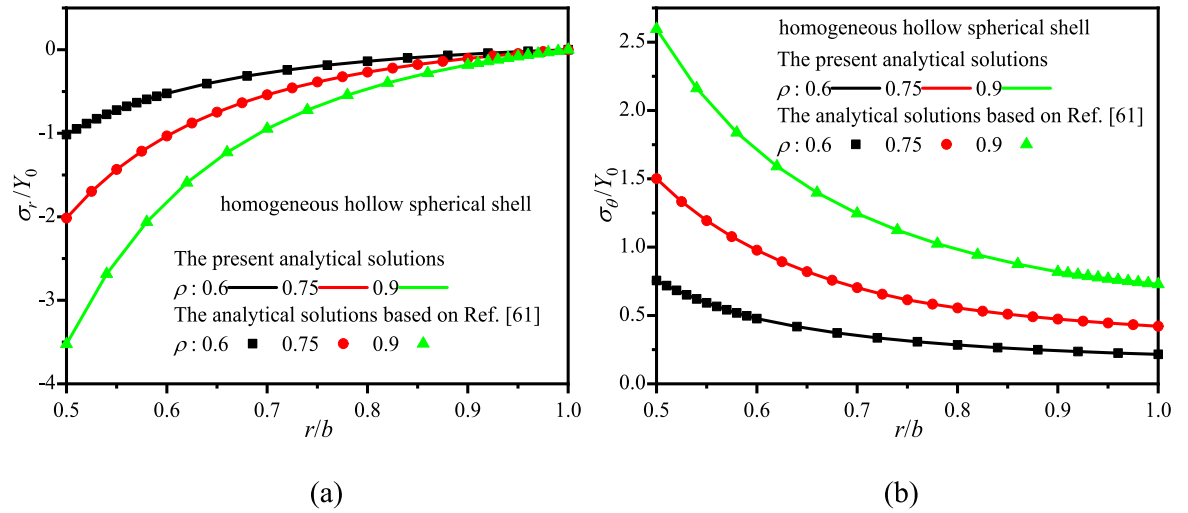 0
-1
-2
-3
-4
σr/Y0
homogeneous hollow spherical shell
The present analytical solutions
ρ : 0.6 0.75 0.9
The analytical solutions based on Ref. [61]
ρ : 0.6 0.75 0.9
0.5 0.6 0.7 0.8 0.9 1.0
r/b
(a)
2.5
2.0
1.5
1.0
0.5
0.0
σθ/Y0
homogeneous hollow spherical shell
The present analytical solutions
ρ : 0.6 0.75 0.9
The analytical solutions based on Ref. [61]
ρ : 0.6 0.75 0.9
0.5 0.6 0.7 0.8 0.9 1.0
r/b
(b)